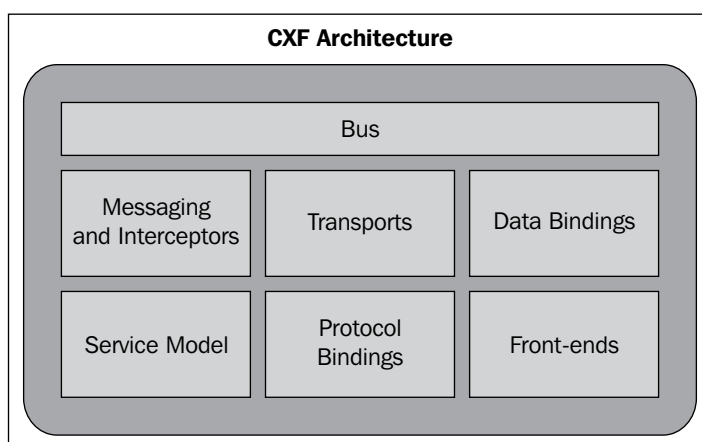 CXF Architecture
Bus
Messaging
and Interceptors
Transports
Data Bindings
Service Model
Protocol
Bindings
Front-ends